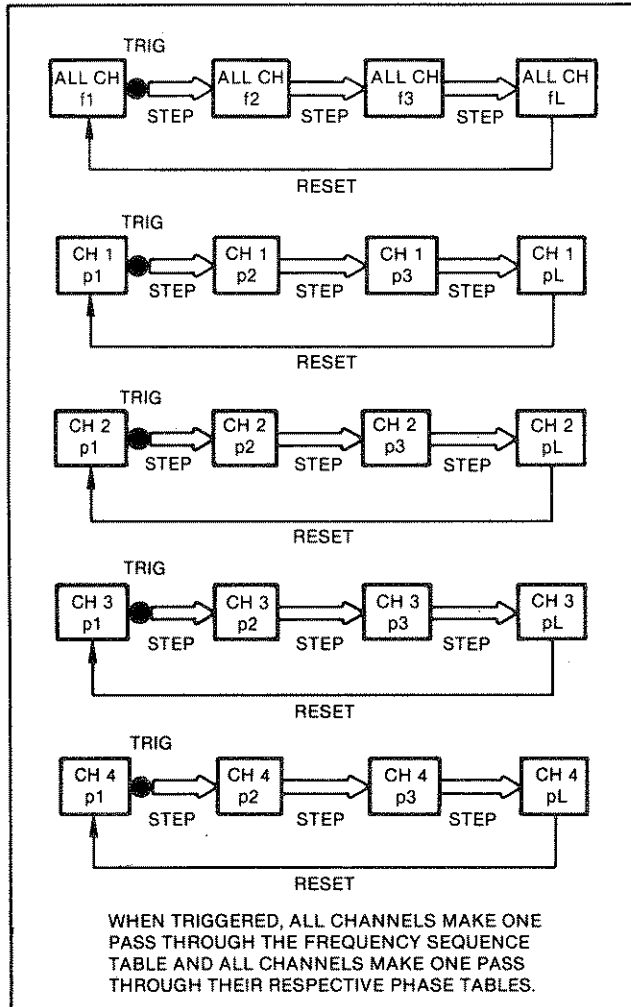 TRIG
ALL CH ALL CH ALL CH ALL CH
f1 f2 f3 fL
STEP STEP STEP
RESET
TRIG
CH 1 CH 1 CH 1 CH 1
p1 p2 p3 pL
STEP STEP STEP
RESET
TRIG
CH 2 CH 2 CH 2 CH 2
p1 p2 p3 pL
STEP STEP STEP
RESET
TRIG
CH 3 CH 3 CH 3 CH 3
p1 p2 p3 pL
STEP STEP STEP
RESET
TRIG
CH 4 CH 4 CH 4 CH 4
p1 p2 p3 pL
STEP STEP STEP
RESET
WHEN TRIGGERED, ALL CHANNELS MAKE ONE
PASS THROUGH THE FREQUENCY SEQUENCE
TABLE AND ALL CHANNELS MAKE ONE PASS
THROUGH THEIR RESPECTIVE PHASE TABLES.